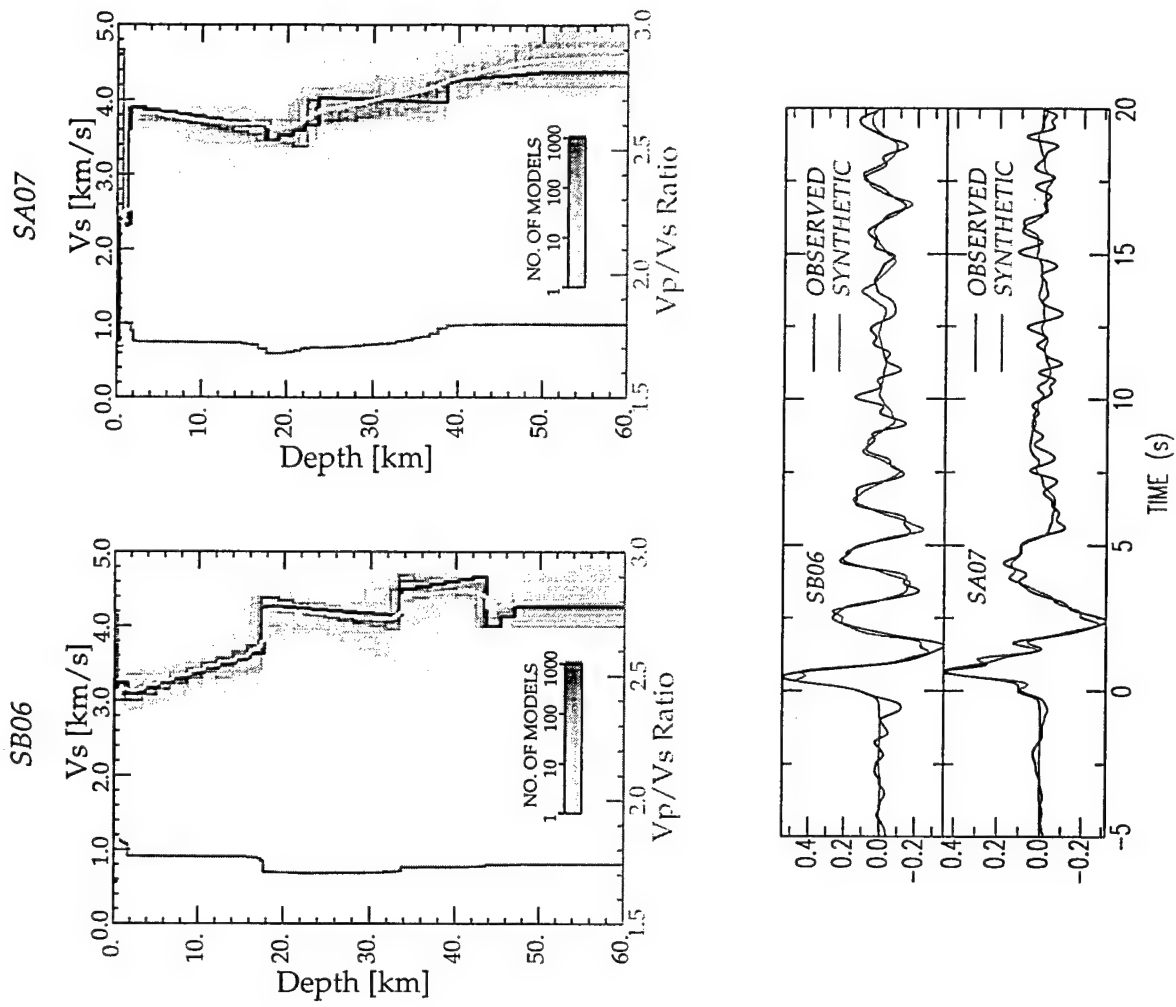 SB06
Vs [km/s]
0.0 1.0 2.0 3.0 4.0 5.0
0.
10.
20.
30.
40.
50.
60.
Depth [km]
NO. OF MODELS
1 10 100 1000
1.5 2.0 2.5 3.0
Vp/Vs Ratio
SA07
Vs [km/s]
0.0 1.0 2.0 3.0 4.0 5.0
0.
10.
20.
30.
40.
50.
60.
Depth [km]
NO. OF MODELS
1 10 100 1000
1.5 2.0 2.5 3.0
Vp/Vs Ratio
SB06
OBSERVED
SYNTHETIC
0.4
0.2
0.0
-0.2
SA07
OBSERVED
SYNTHETIC
0.4
0.2
0.0
-0.2
-5 0 5 10 15 20
TIME (s)